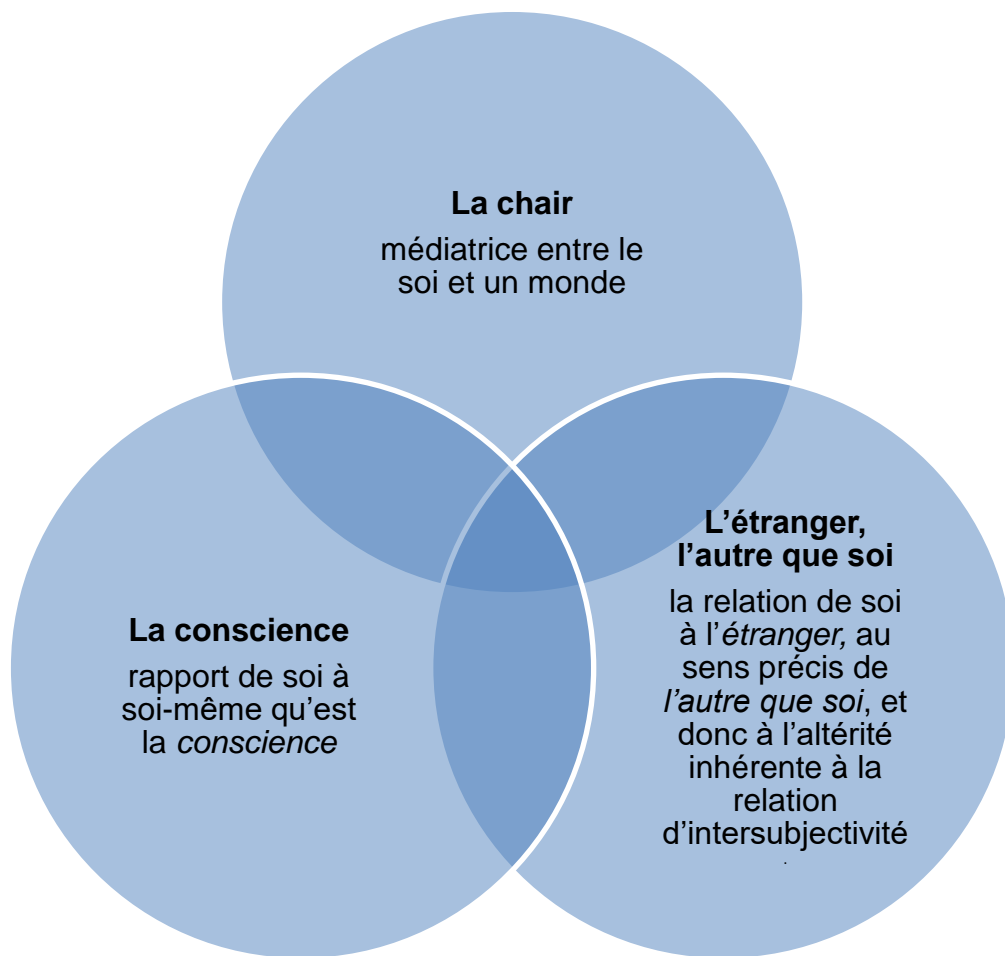 La chair
médiatrice entre le
soi et un monde
La conscience
rapport de soi à
soi-même qu’est
la conscience
L’étranger,
l’autre que soi
la relation de soi
à l’étranger, au
sens précis de
l’autre que soi, et
donc à l’altérité
inhérente à la
relation
d’intersubjectivité
.